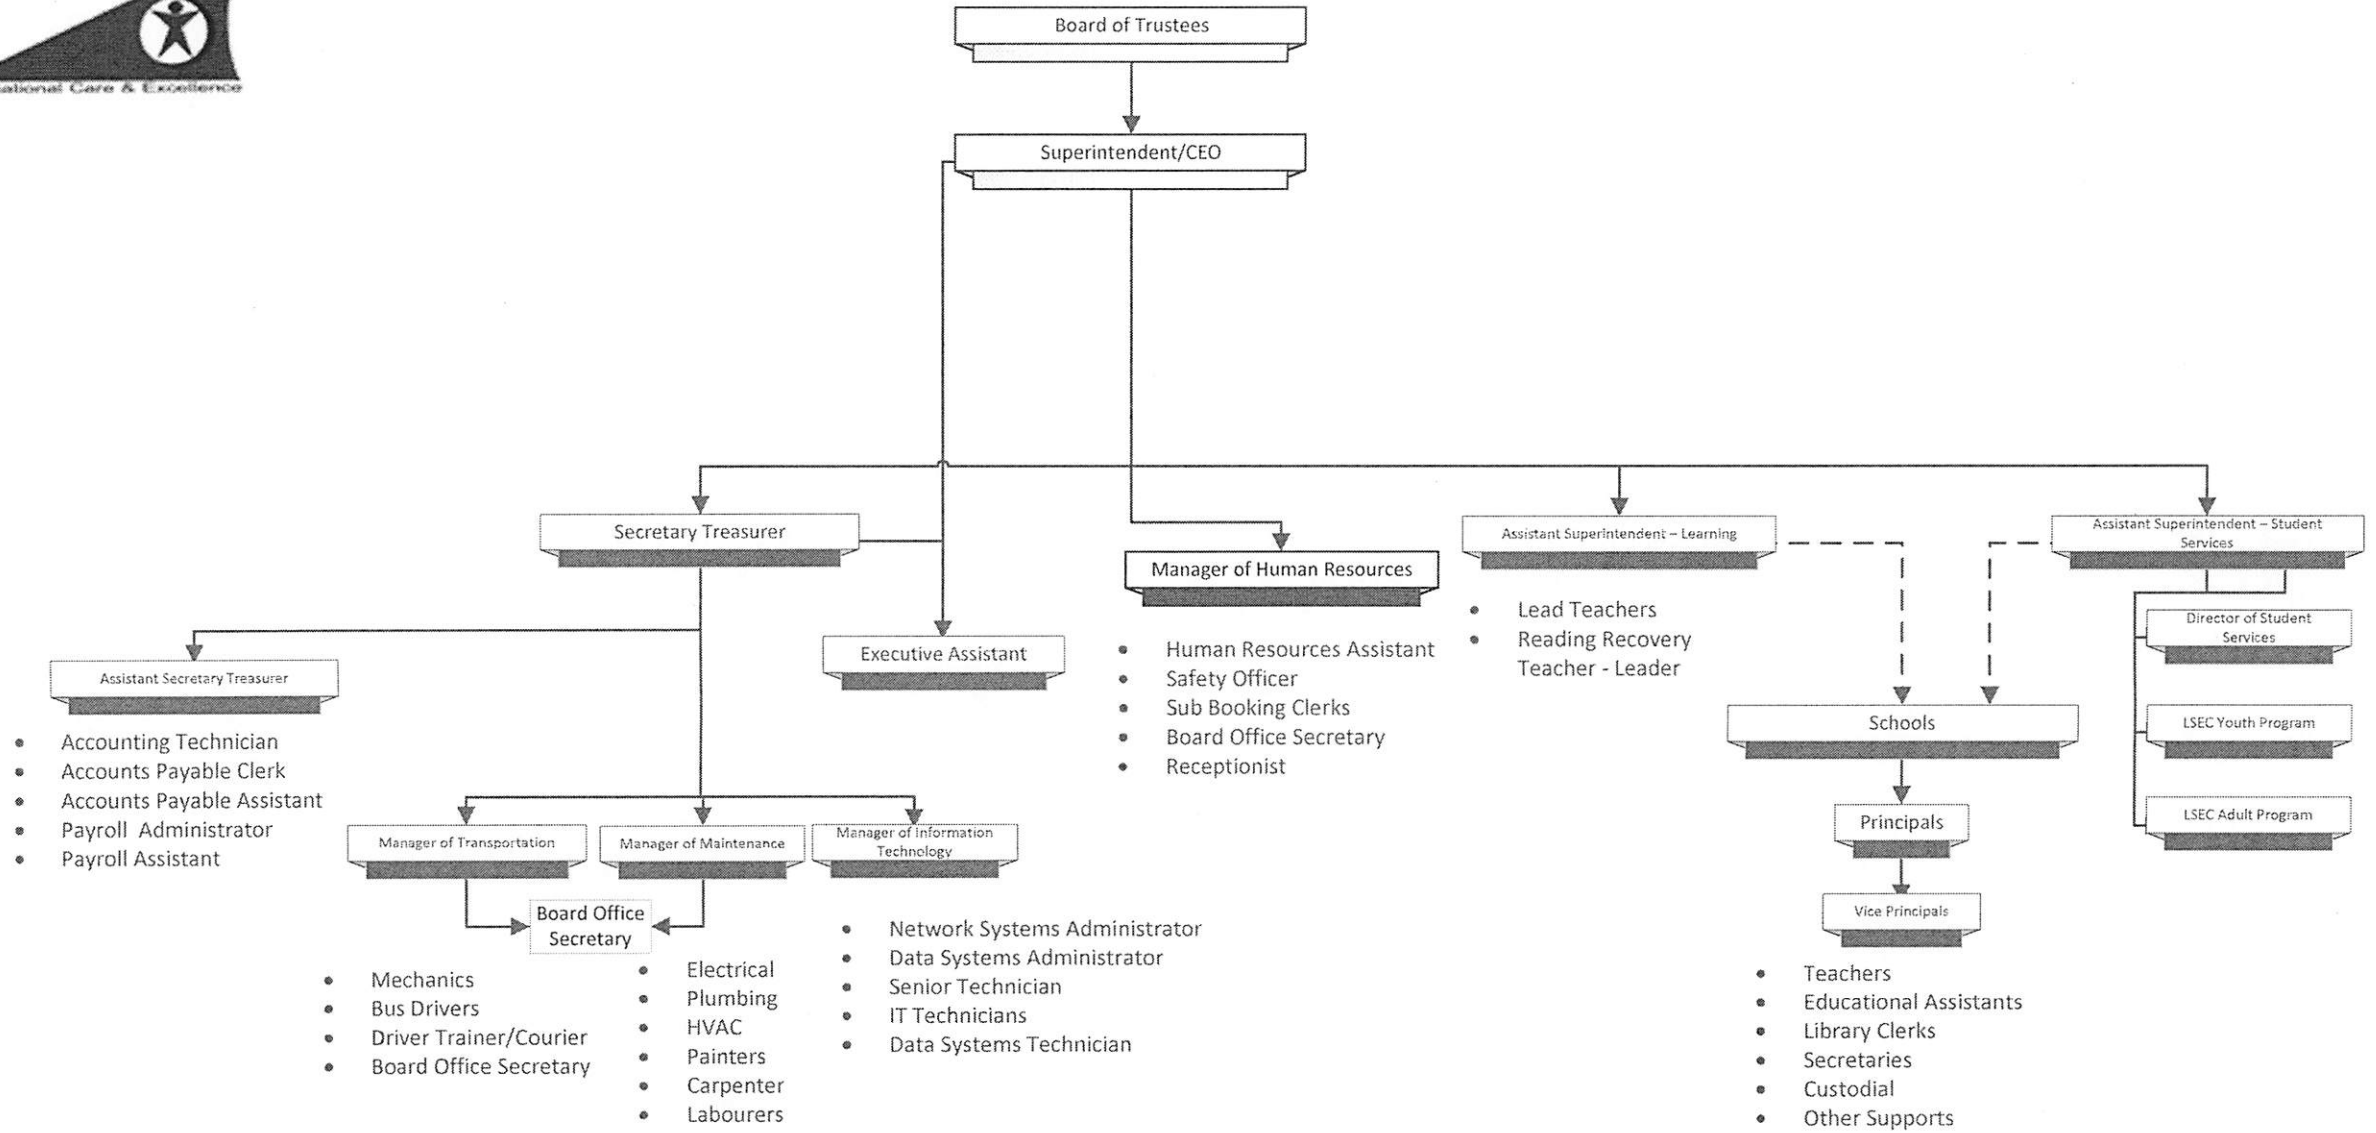 ational Care & Excellence
Board of Trustees
Superintendent/CEO
Secretary Treasurer
Manager of Human Resources
Assistant Superintendent – Learning
Assistant Superintendent – Student
Services
Executive Assistant
Assistant Secretary Treasurer
• Accounting Technician
• Accounts Payable Clerk
• Accounts Payable Assistant
• Payroll Administrator
• Payroll Assistant
• Human Resources Assistant
• Safety Officer
• Sub Booking Clerks
• Board Office Secretary
• Receptionist
• Lead Teachers
• Reading Recovery
Teacher - Leader
Director of Student
Services
LSEC Youth Program
LSEC Adult Program
Schools
Principals
Vice Principals
• Teachers
• Educational Assistants
• Library Clerks
• Secretaries
• Custodial
• Other Supports
Manager of Transportation
Manager of Maintenance
Manager of Information
Technology
Board Office
Secretary
• Mechanics
• Bus Drivers
• Driver Trainer/Courier
• Board Office Secretary
• Electrical
• Plumbing
• HVAC
• Painters
• Carpenter
• Labourers
• Network Systems Administrator
• Data Systems Administrator
• Senior Technician
• IT Technicians
• Data Systems Technician